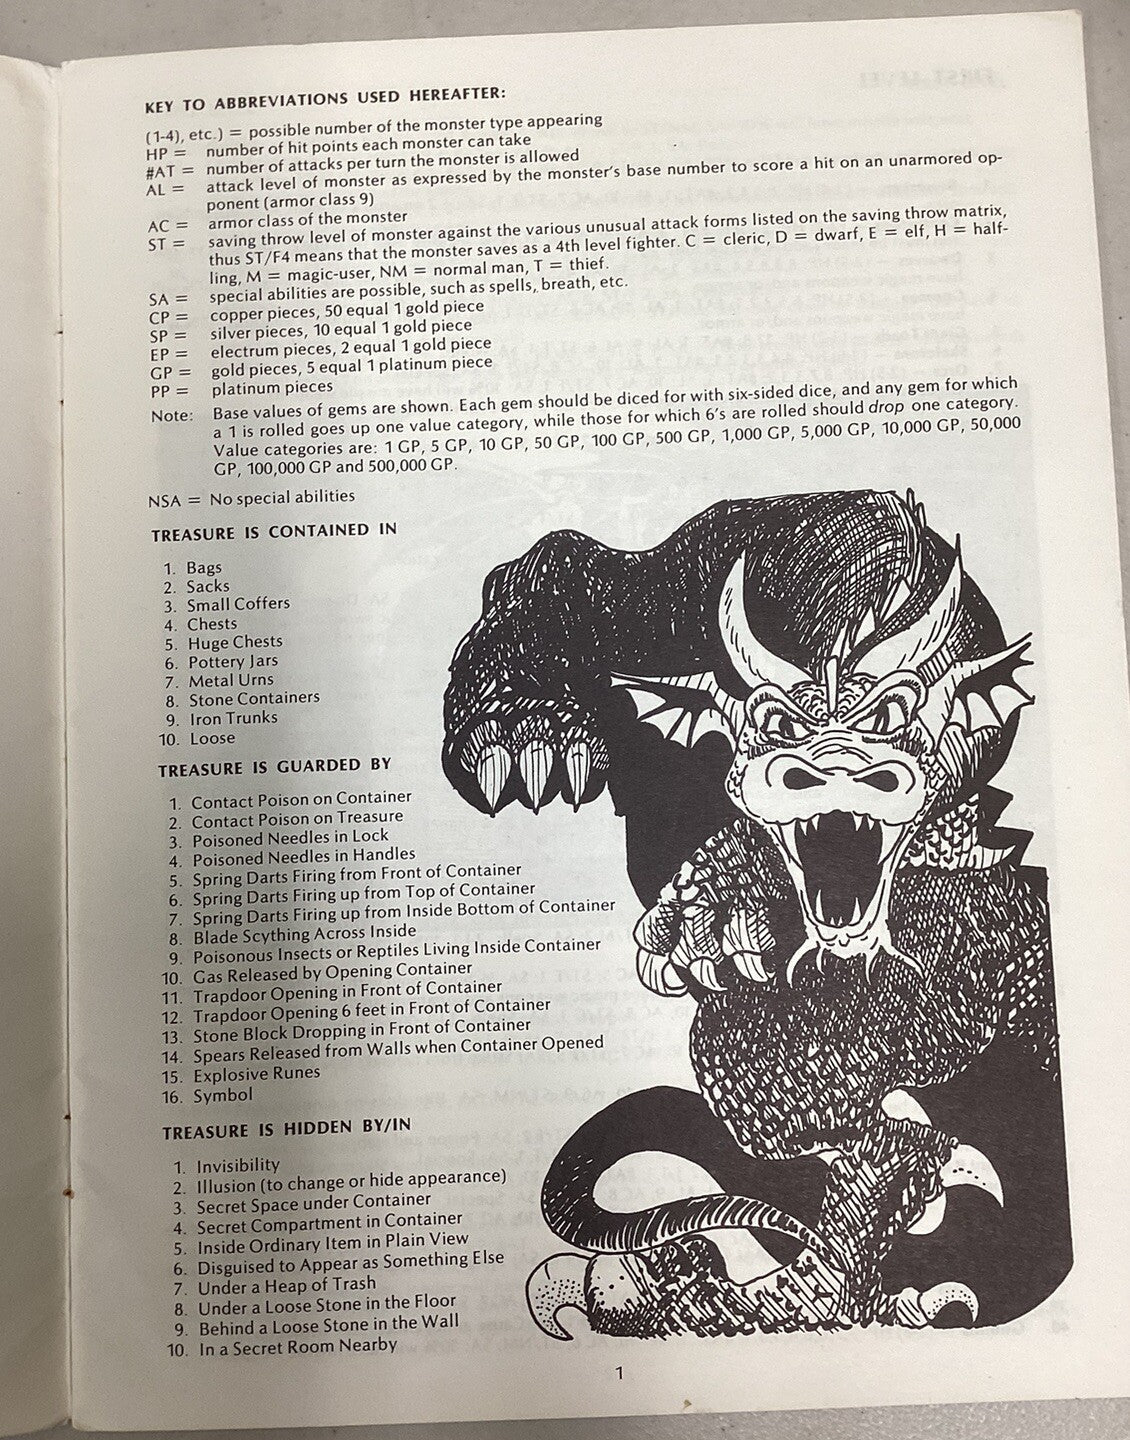 KEY TO ABBREVIATIONS USED HEREAFTER:
(1-4), etc.) = possible number of the monster type appearing
HP = number of hit points each monster can take
#AT = number of attacks per turn the monster is allowed
AL = attack level of monster as expressed by the monster's base number to score a hit on an unarmored op-
ponent (armor class 9)
AC = armor class of the monster
ST = saving throw level of monster against the various unusual attack forms listed on the saving throw matrix,
thus ST/F4 means that the monster saves as a 4th level fighter. C = cleric, D = dwarf, E = elf, H = half-
ling, M = magic-user, NM = normal man, T = thief.
SA = special abilities are possible, such as spells, breath, etc.
CP = copper pieces, 50 equal 1 gold piece
SP = silver pieces, 10 equal 1 gold piece
EP = electrum pieces, 2 equal 1 gold piece
GP = gold pieces, 5 equal 1 platinum piece
PP = platinum pieces
Note: Base values of gems are shown. Each gem should be diced for with six-sided dice, and any gem for which
a 1 is rolled goes up one value category, while those for which 6's are rolled should drop one category.
Value categories are: 1 GP, 5 GP, 10 GP, 50 GP, 100 GP, 500 GP, 1,000 GP, 5,000 GP, 10,000 GP, 50,000
GP, 100,000 GP and 500,000 GP.
NSA = No special abilities
TREASURE IS CONTAINED IN
1. Bags
2. Sacks
3. Small Coffers
4. Chests
5. Huge Chests
6. Pottery Jars
7. Metal Urns
8. Stone Containers
9. Iron Trunks
10. Loose
TREASURE IS GUARDED BY
1. Contact Poison on Container
2. Contact Poison on Treasure
3. Poisoned Needles in Lock
4. Poisoned Needles in Handles
5. Spring Darts Firing from Front of Container
6. Spring Darts Firing up from Top of Container
7. Spring Darts Firing up from Inside Bottom of Container
8. Blade Scything Across Inside
9. Poisonous Insects or Reptiles Living Inside Container
10. Gas Released by Opening Container
11. Trapdoor Opening in Front of Container
12. Trapdoor Opening 6 feet in Front of Container
13. Stone Block Dropping in Front of Container
14. Spears Released from Walls when Container Opened
15. Explosive Runes
16. Symbol
TREASURE IS HIDDEN BY/IN
1. Invisibility
2. Illusion (to change or hide appearance)
3. Secret Space under Container
4. Secret Compartment in Container
5. Inside Ordinary Item in Plain View
6. Disguised to Appear as Something Else
7. Under a Heap of Trash
8. Under a Loose Stone in the Floor
9. Behind a Loose Stone in the Wall
10. In a Secret Room Nearby
1